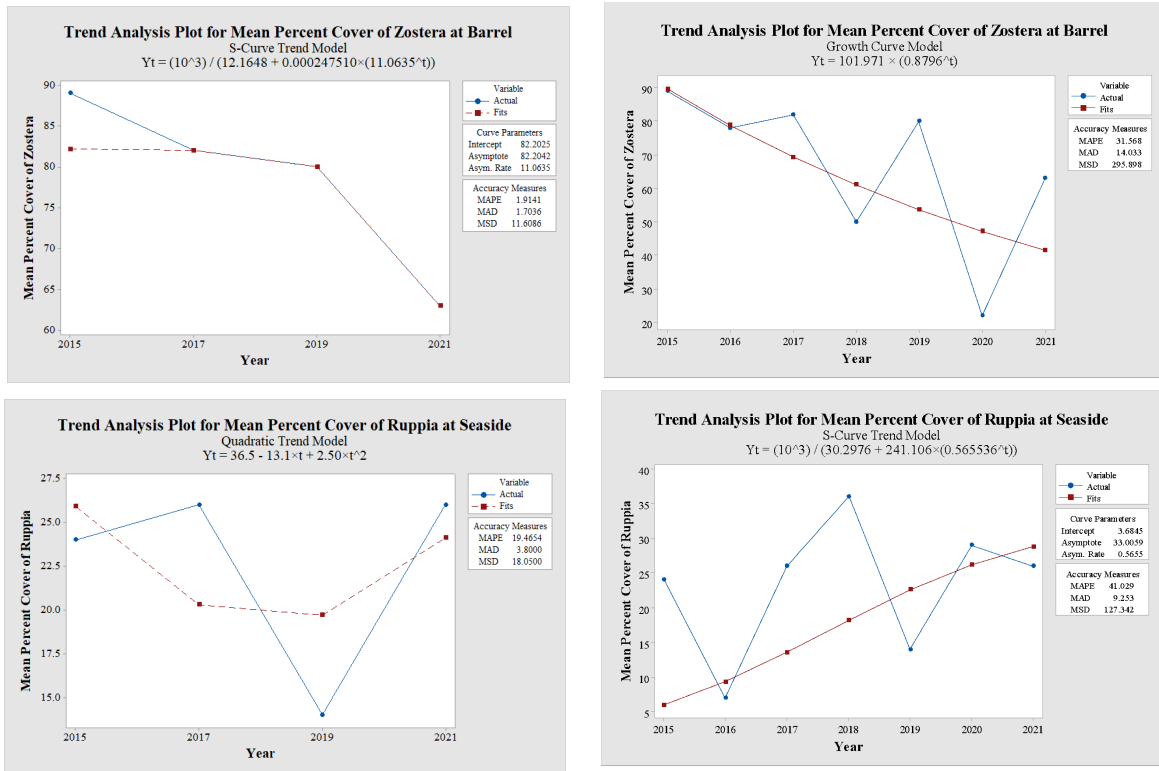 Trend Analysis Plot for Mean Percent Cover of Zostera at Barrel
S-Curve Trend Model
Yt = (10^3) / (12.1648 + 0.000247510×(11.0635^t))
Mean Percent Cover of Zostera
90
85
80
75
70
65
60
2015
2017
2019
2021
Year
Variable
Actual
Fits
Curve Parameters
Intercept 82.2025
Asymptote 82.2042
Asym. Rate 11.0635
Accuracy Measures
MAPE 1.9141
MAD 1.7036
MSD 11.6086
Trend Analysis Plot for Mean Percent Cover of Zostera at Barrel
Growth Curve Model
Yt = 101.971 × (0.8796^t)
Mean Percent Cover of Zostera
90
80
70
60
50
40
30
20
2015
2016
2017
2018
2019
2020
2021
Year
Variable
Actual
Fits
Accuracy Measures
MAPE 31.568
MAD 14.033
MSD 295.898
Trend Analysis Plot for Mean Percent Cover of Ruppia at Seaside
Quadratic Trend Model
Yt = 36.5 - 13.1×t + 2.50×t^2
Mean Percent Cover of Ruppia
27.5
25.0
22.5
20.0
17.5
15.0
2015
2017
2019
2021
Year
Variable
Actual
Fits
Accuracy Measures
MAPE 19.4654
MAD 3.8000
MSD 18.0500
Trend Analysis Plot for Mean Percent Cover of Ruppia at Seaside
S-Curve Trend Model
Yt = (10^3) / (30.2976 + 241.106×(0.565536^t))
Mean Percent Cover of Ruppia
40
35
30
25
20
15
10
5
2015
2016
2017
2018
2019
2020
2021
Year
Variable
Actual
Fits
Curve Parameters
Intercept 3.6845
Asymptote 33.0059
Asym. Rate 0.5655
Accuracy Measures
MAPE 41.029
MAD 9.253
MSD 127.342